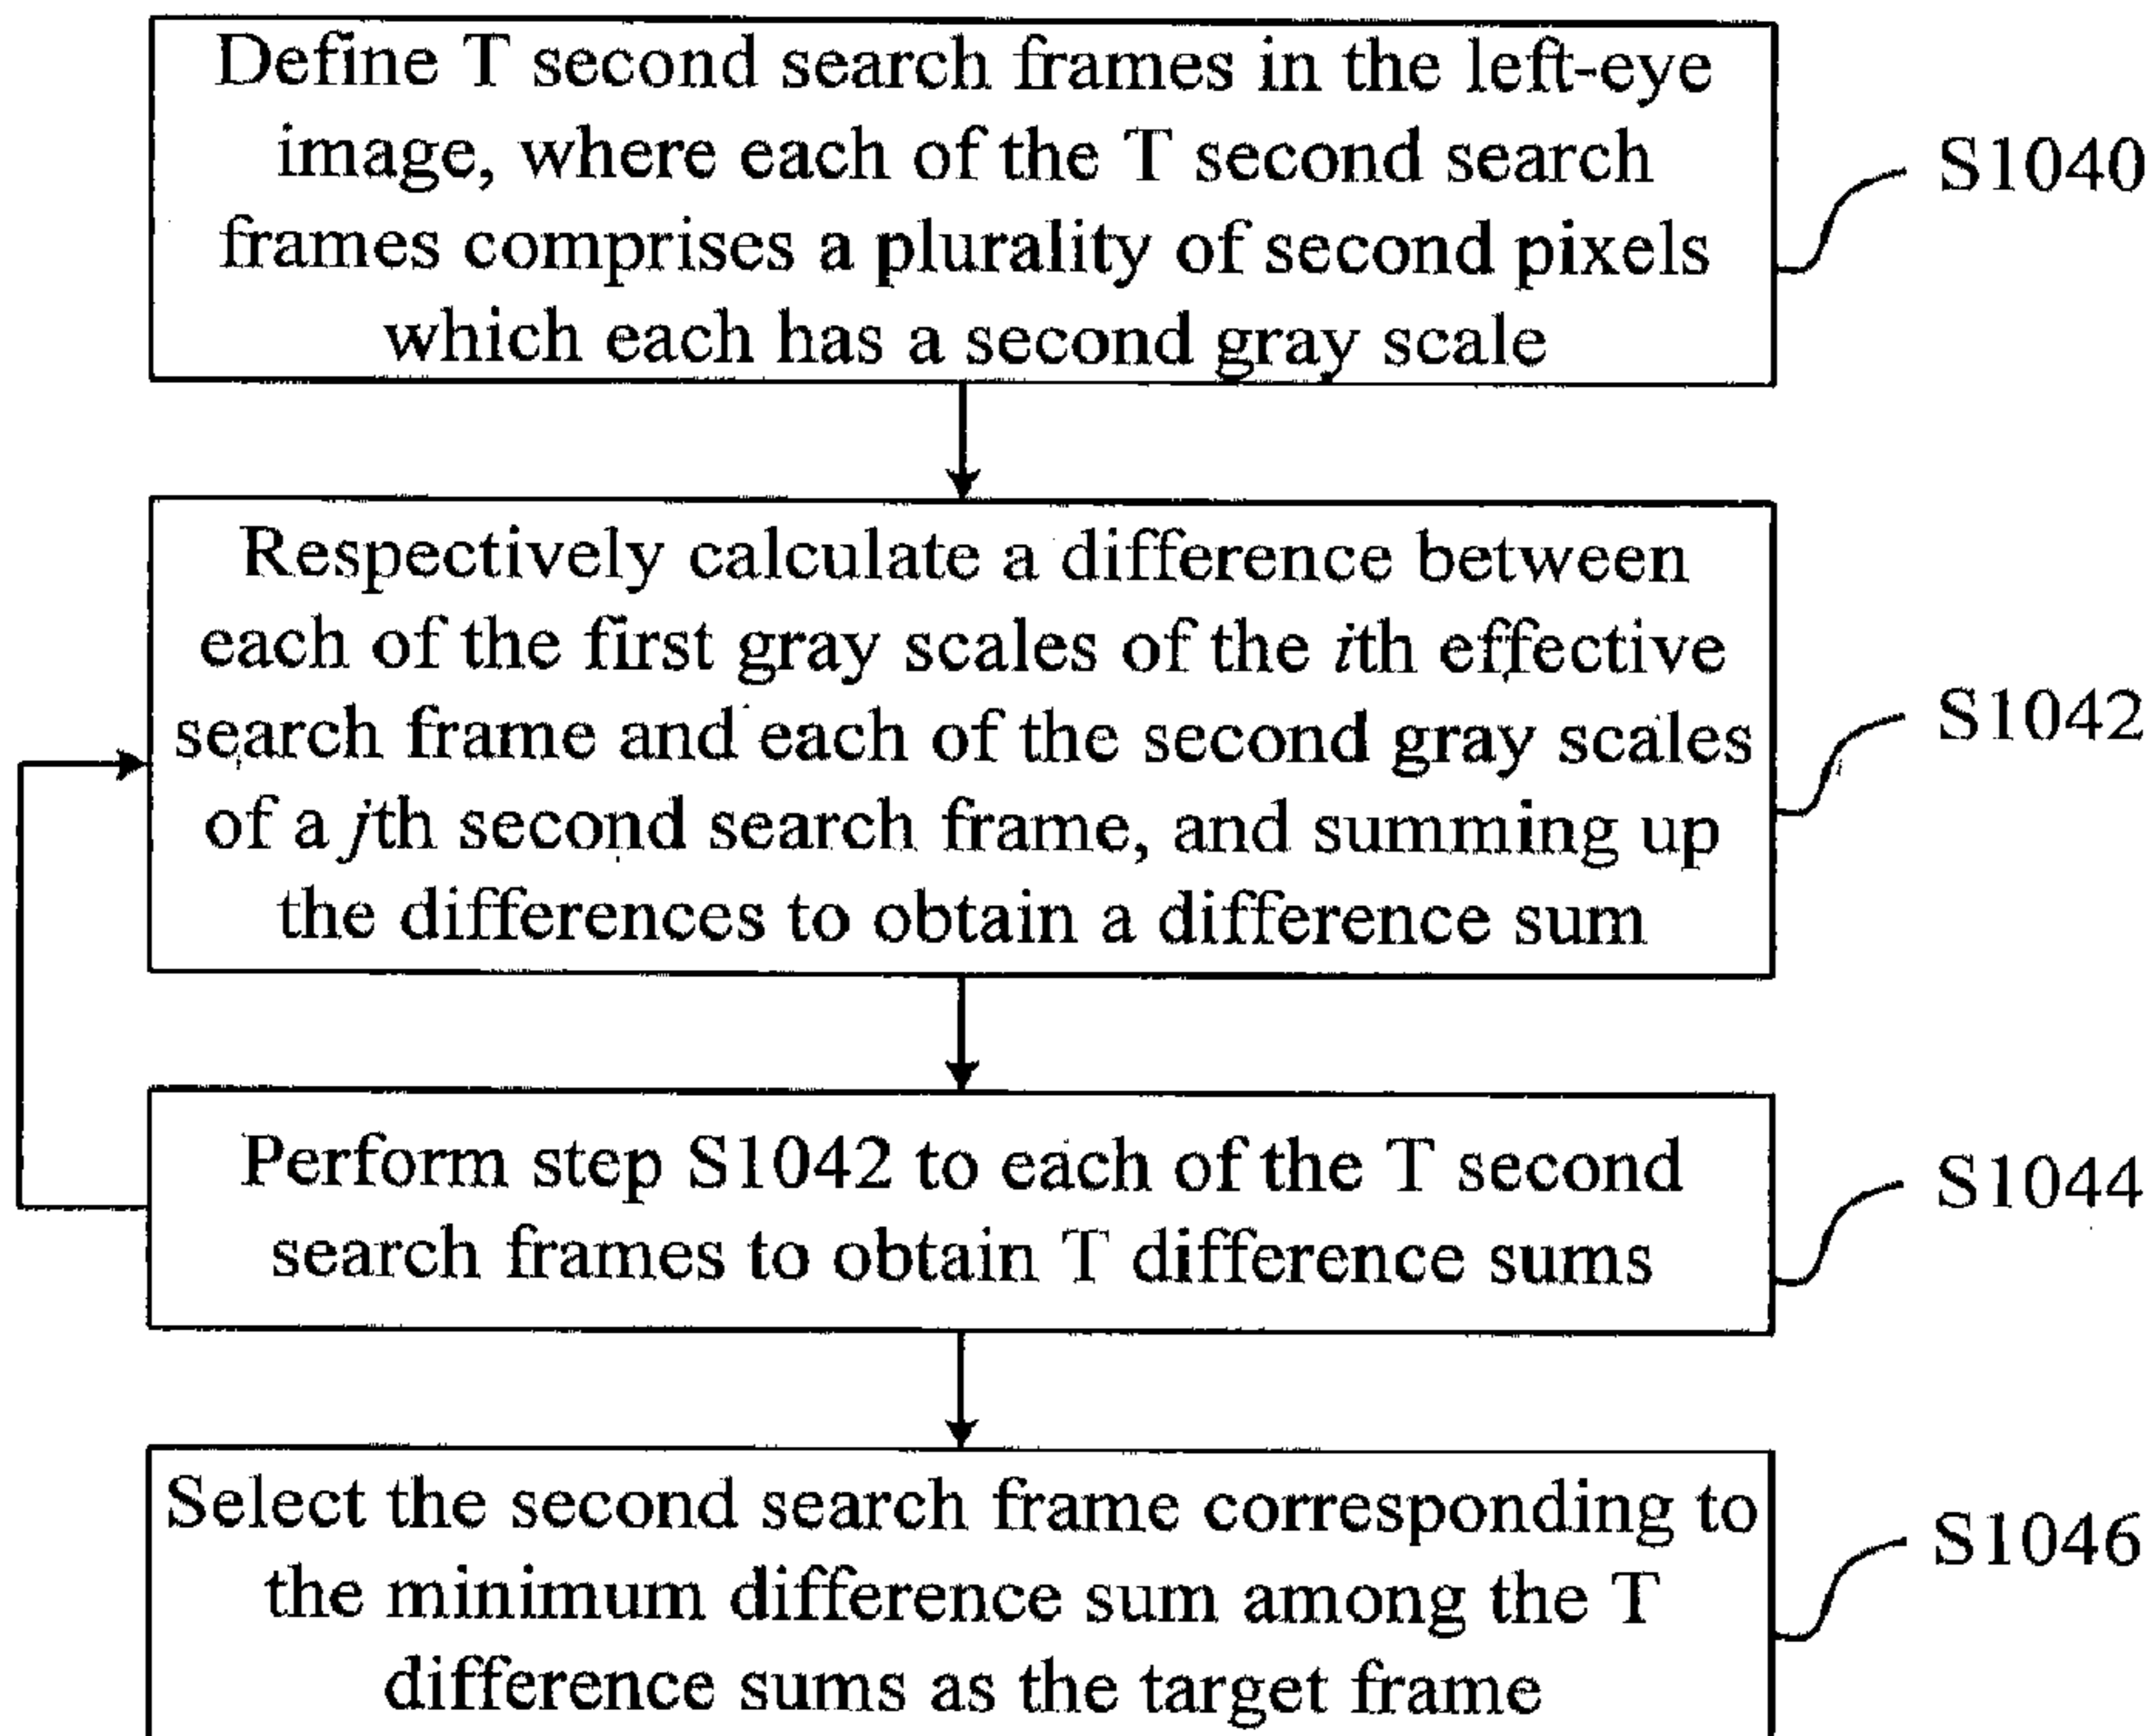 Define T second search frames in the left-eye
image, where each of the T second search
frames comprises a plurality of second pixels
which each has a second gray scale
S1040
Respectively calculate a difference between
each of the first gray scales of the ith effective
search frame and each of the second gray scales
of a jth second search frame, and summing up
the differences to obtain a difference sum
S1042
Perform step S1042 to each of the T second
search frames to obtain T difference sums
S1044
Select the second search frame corresponding to
the minimum difference sum among the T
difference sums as the target frame
S1046